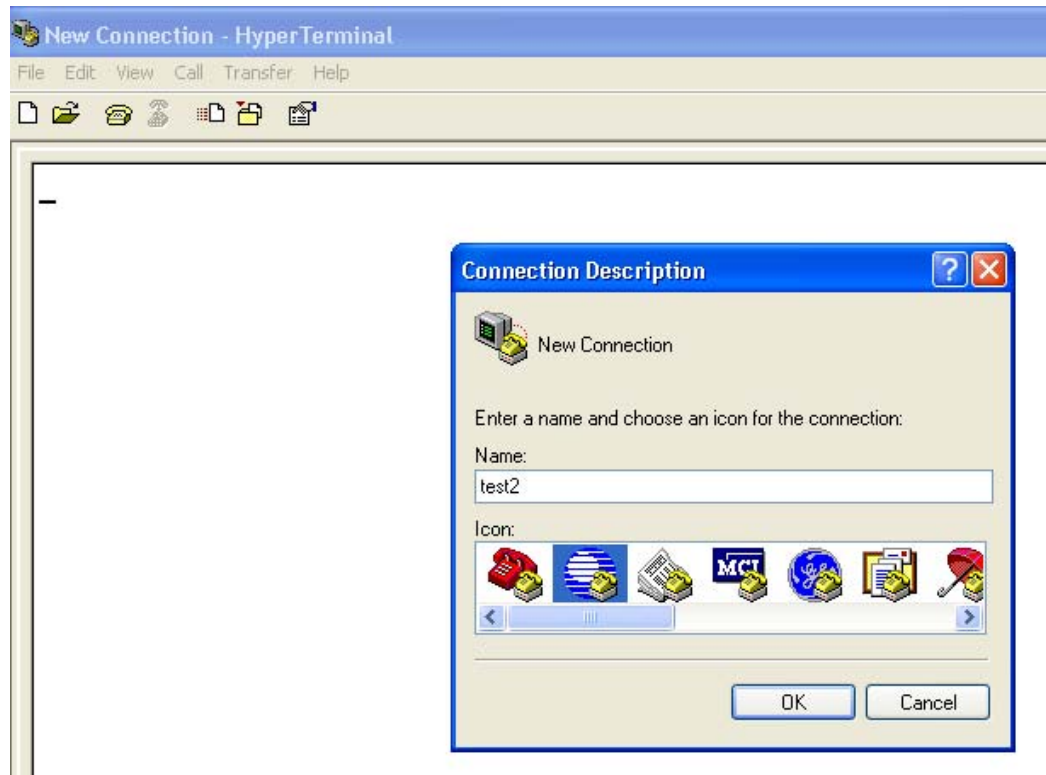 New Connection - HyperTerminal
File Edit View Call Transfer Help
Connection Description
New Connection
Enter a name and choose an icon for the connection:
Name:
test2
Icon:
MCI
OK Cancel